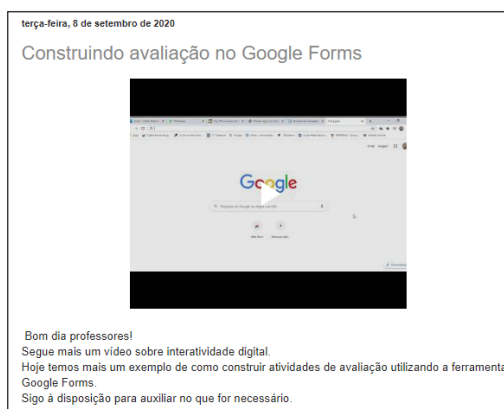 terça-feira, 8 de setembro de 2020
Construindo avaliação no Google Forms
Google
Bom dia professores!
Segue mais um vídeo sobre interatividade digital.
Hoje temos mais um exemplo de como construir atividades de avaliação utilizando a ferramenta
Google Forms.
Sigo à disposição para auxiliar no que for necessário.